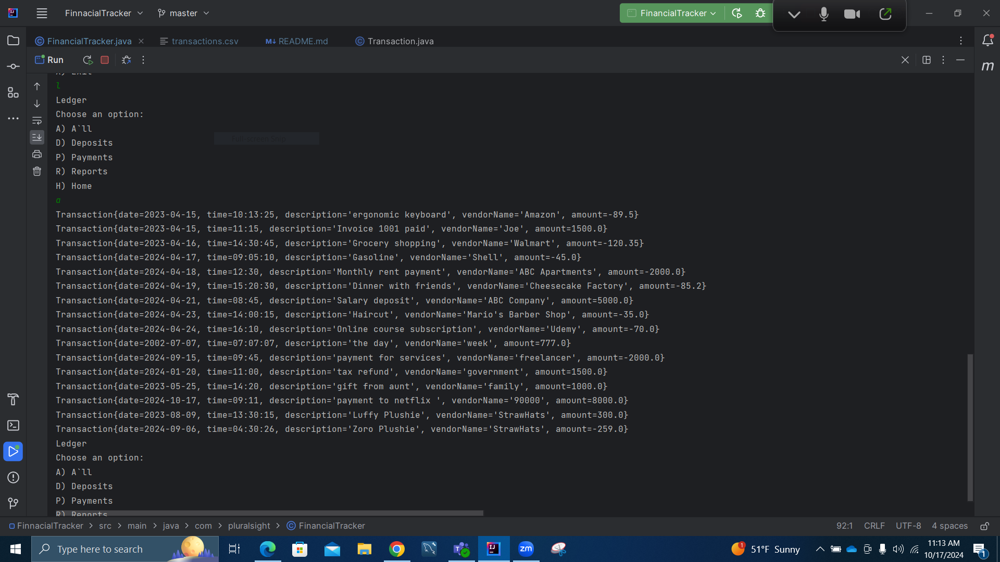 FinnacialTracker master FinancialTracker
FinancialTracker.java transactions.csv M↓ README.md Transaction.java
Run
X) Exit
l
Ledger
Choose an option:
A) A`ll
D) Deposits
P) Payments
R) Reports
H) Home
Full-screen Snip
a
Transaction{date=2023-04-15, time=10:13:25, description='ergonomic keyboard', vendorName='Amazon', amount=-89.5}
Transaction{date=2023-04-15, time=11:15, description='Invoice 1001 paid', vendorName='Joe', amount=1500.0}
Transaction{date=2023-04-16, time=14:30:45, description='Grocery shopping', vendorName='Walmart', amount=-120.35}
Transaction{date=2024-04-17, time=09:05:10, description='Gasoline', vendorName='Shell', amount=-45.0}
Transaction{date=2024-04-18, time=12:30, description='Monthly rent payment', vendorName='ABC Apartments', amount=-2000.0}
Transaction{date=2024-04-19, time=15:20:30, description='Dinner with friends', vendorName='Cheesecake Factory', amount=-85.2}
Transaction{date=2024-04-21, time=08:45, description='Salary deposit', vendorName='ABC Company', amount=5000.0}
Transaction{date=2024-04-23, time=14:00:15, description='Haircut', vendorName='Mario's Barber Shop', amount=-35.0}
Transaction{date=2024-04-24, time=16:10, description='Online course subscription', vendorName='Udemy', amount=-70.0}
Transaction{date=2002-07-07, time=07:07:07, description='the day', vendorName='week', amount=777.0}
Transaction{date=2024-09-15, time=09:45, description='payment for services', vendorName='freelancer', amount=-2000.0}
Transaction{date=2024-01-20, time=11:00, description='tax refund', vendorName='government', amount=1500.0}
Transaction{date=2023-05-25, time=14:20, description='gift from aunt', vendorName='family', amount=1000.0}
Transaction{date=2024-10-17, time=09:11, description='payment to netflix ', vendorName='90000', amount=8000.0}
Transaction{date=2023-08-09, time=13:30:15, description='Luffy Plushie', vendorName='StrawHats', amount=300.0}
Transaction{date=2024-09-06, time=04:30:26, description='Zoro Plushie', vendorName='StrawHats', amount=-259.0}
Ledger
Choose an option:
A) A`ll
D) Deposits
P) Payments
R) Reports
FinnacialTracker > src > main > java > com > pluralsight > FinancialTracker 92:1 CRLF UTF-8 4 spaces
Type here to search zm 1 51°F Sunny 11:13 AM
10/17/2024 1